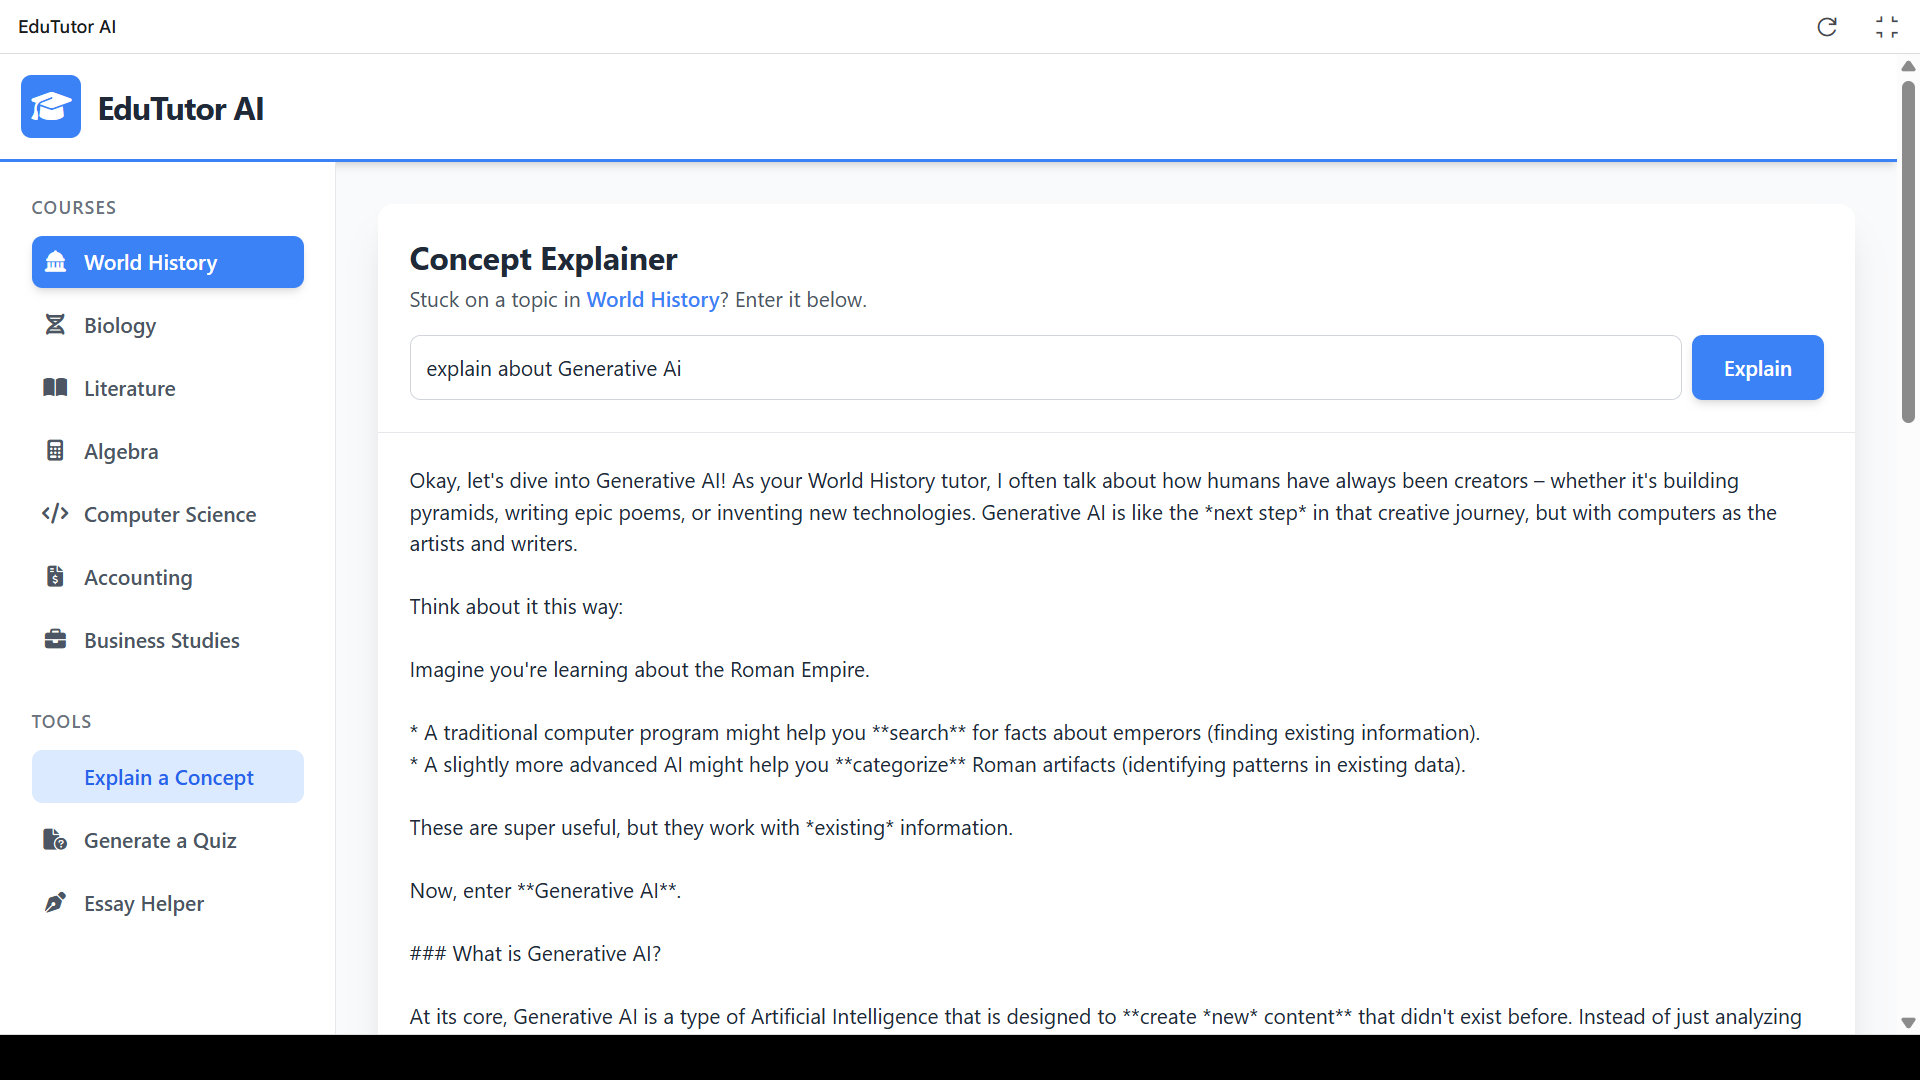 EduTutor AI
EduTutor AI
COURSES
World History
Biology
Literature
Algebra
Computer Science
Accounting
Business Studies
TOOLS
Explain a Concept
Generate a Quiz
Essay Helper
Concept Explainer
Stuck on a topic in World History? Enter it below.
explain about Generative Ai
Explain
Okay, let's dive into Generative AI! As your World History tutor, I often talk about how humans have always been creators – whether it's building
pyramids, writing epic poems, or inventing new technologies. Generative AI is like the *next step* in that creative journey, but with computers as the
artists and writers.
Think about it this way:
Imagine you're learning about the Roman Empire.
* A traditional computer program might help you **search** for facts about emperors (finding existing information).
* A slightly more advanced AI might help you **categorize** Roman artifacts (identifying patterns in existing data).
These are super useful, but they work with *existing* information.
Now, enter **Generative AI**.
### What is Generative AI?
At its core, Generative AI is a type of Artificial Intelligence that is designed to **create *new* content** that didn't exist before. Instead of just analyzing